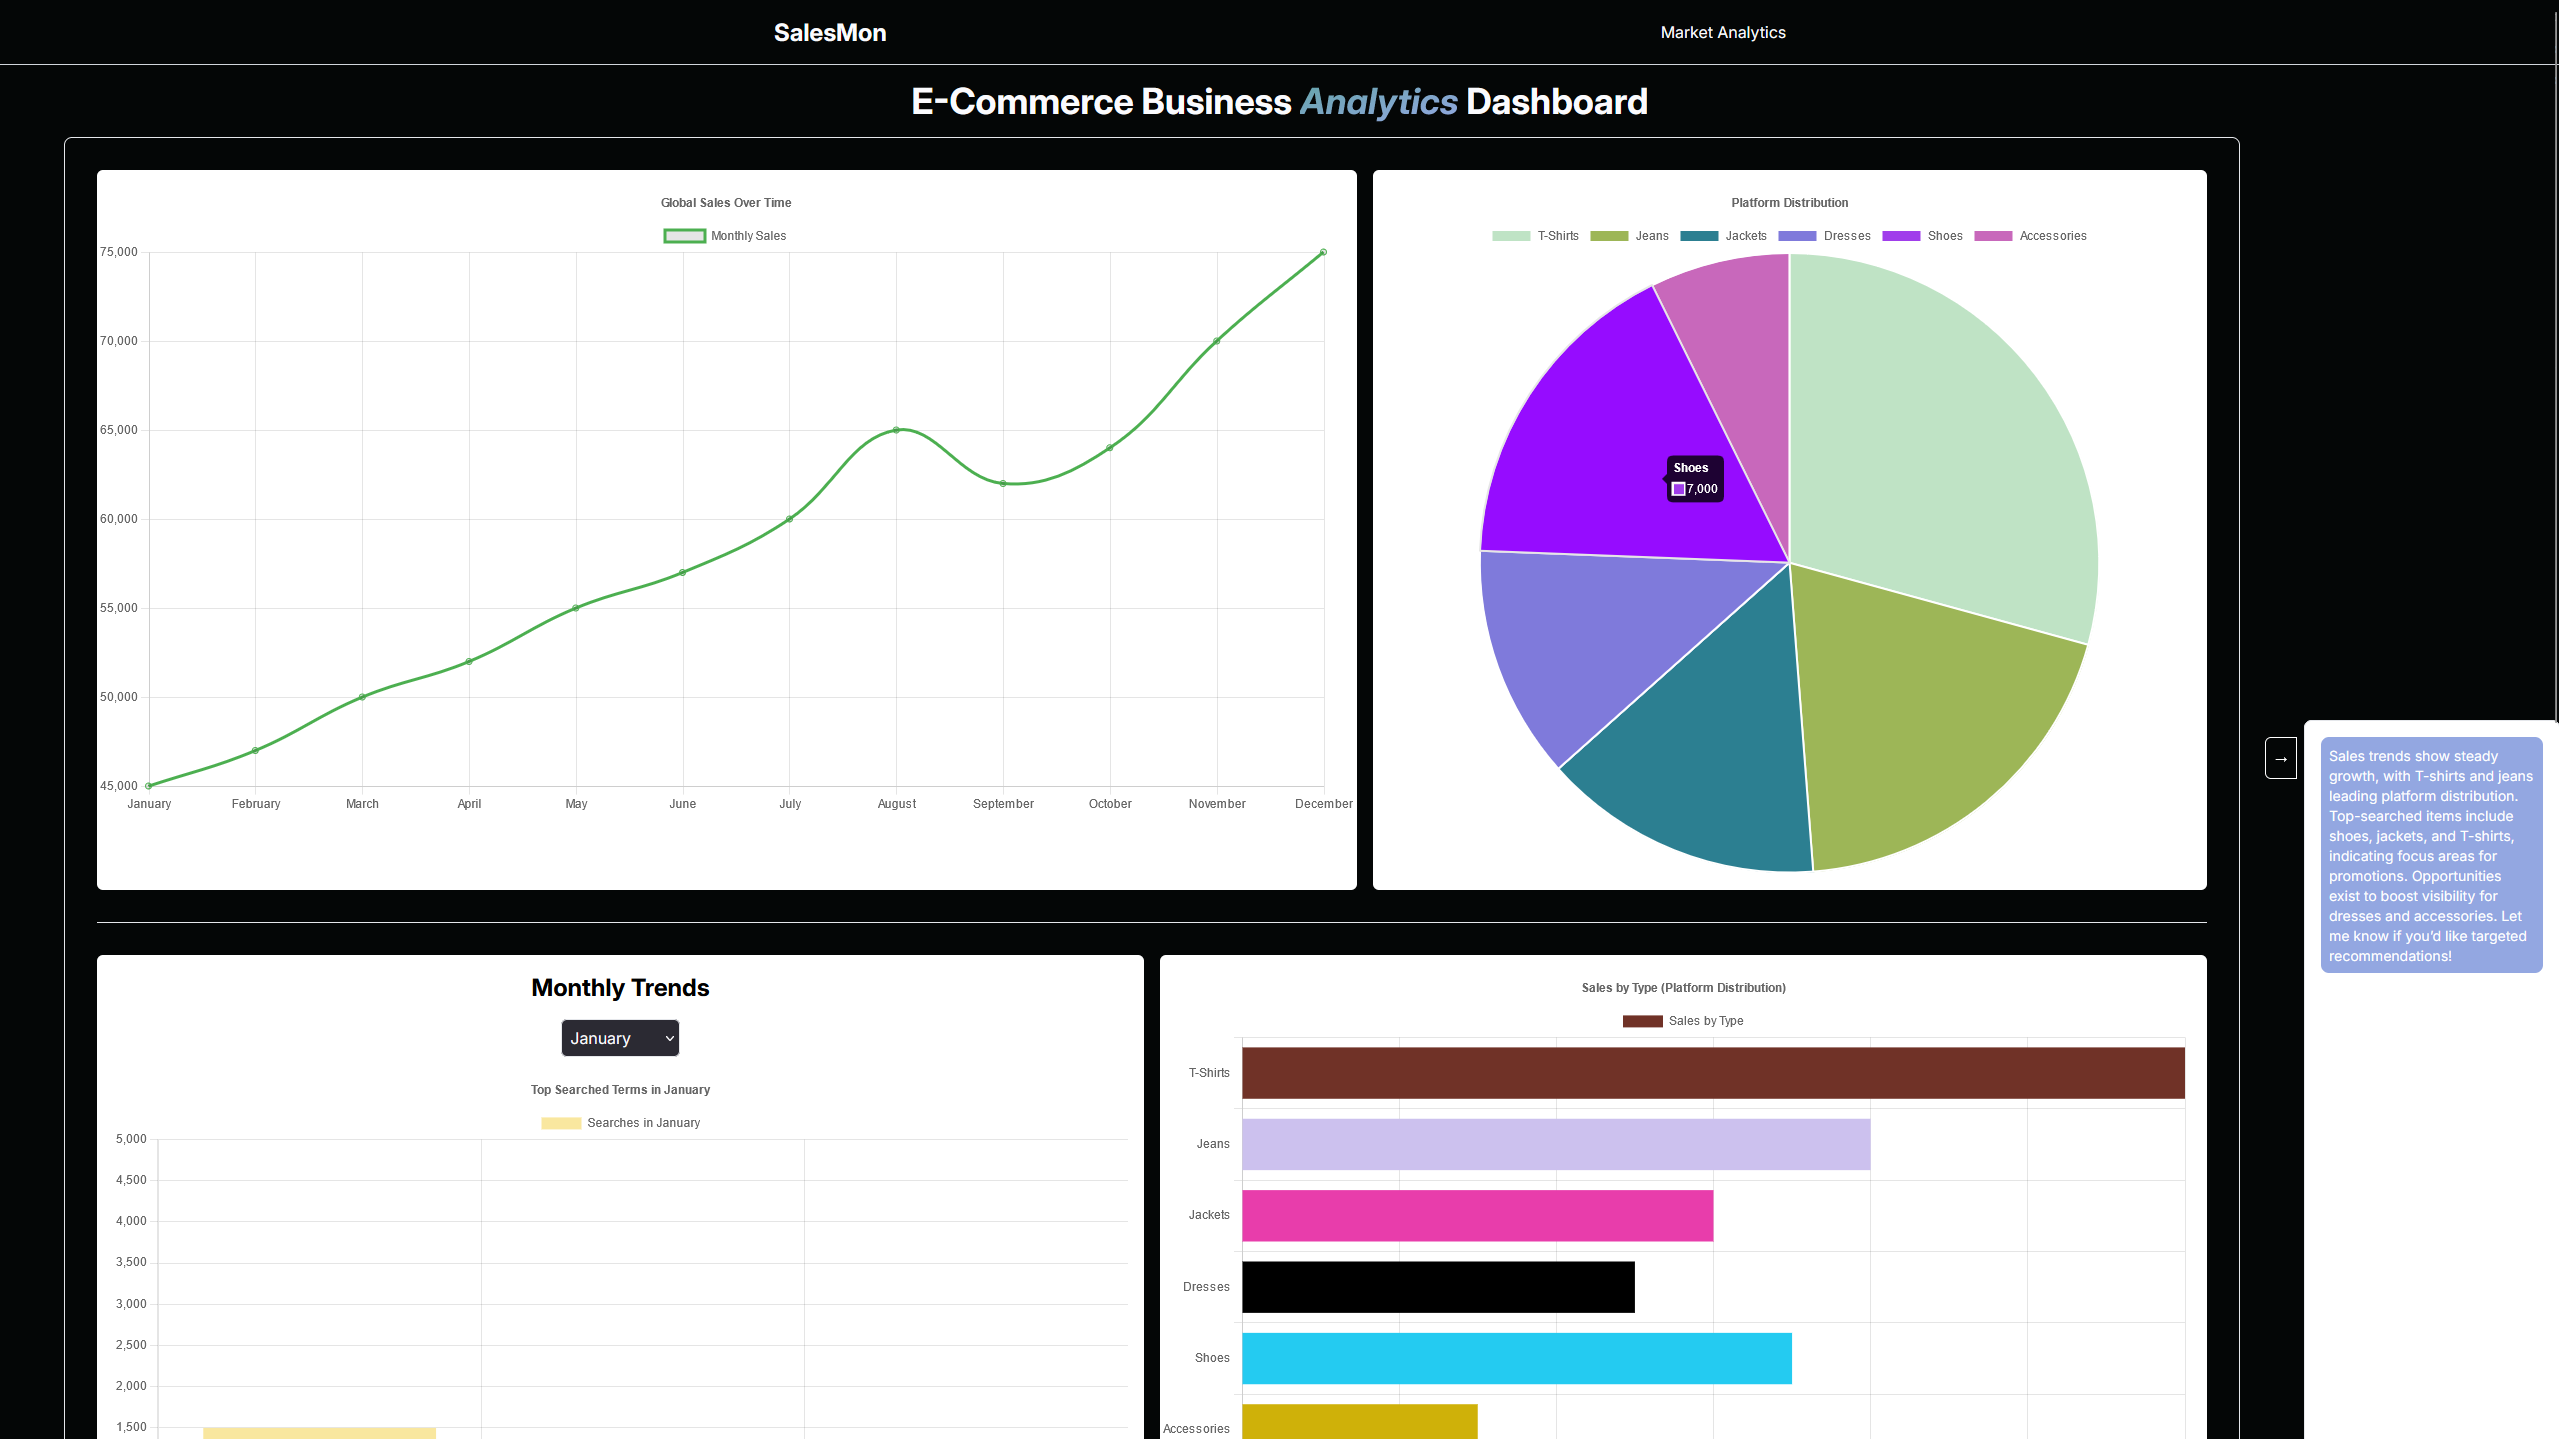 SalesMon
Market Analytics
E-Commerce Business Analytics Dashboard
Global Sales Over Time
Monthly Sales
75,000
70,000
65,000
60,000
55,000
50,000
45,000
January February March April May June July August September October November December
Platform Distribution
T-Shirts Jeans Jackets Dresses Shoes Accessories
Shoes
7,000
→
Sales trends show steady
growth, with T-shirts and jeans
leading platform distribution.
Top-searched items include
shoes, jackets, and T-shirts,
indicating focus areas for
promotions. Opportunities
exist to boost visibility for
dresses and accessories. Let
me know if you'd like targeted
recommendations!
Monthly Trends
January
Top Searched Terms in January
Searches in January
5,000
4,500
4,000
3,500
3,000
2,500
2,000
1,500
Sales by Type (Platform Distribution)
Sales by Type
T-Shirts
Jeans
Jackets
Dresses
Shoes
Accessories